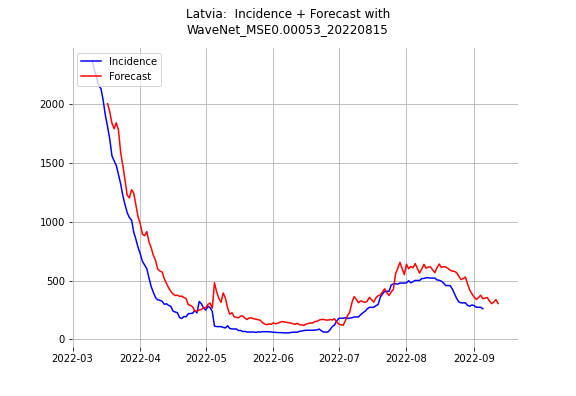 Latvia:  Incidence + Forecast with
WaveNet_MSE0.00053_20220815
Incidence
Forecast
2000
1500
1000
500
0
2022-03 2022-04 2022-05 2022-06 2022-07 2022-08 2022-09